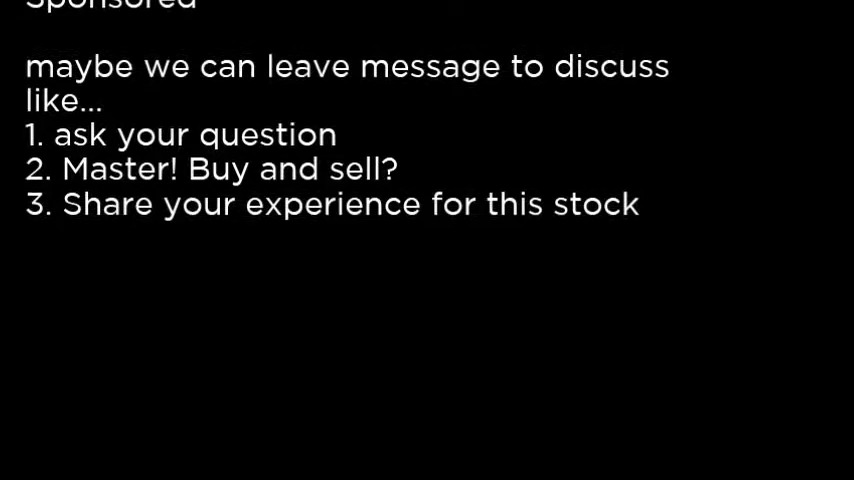 Sponsored
maybe we can leave message to discuss
like...
1. ask your question
2. Master! Buy and sell?
3. Share your experience for this stock